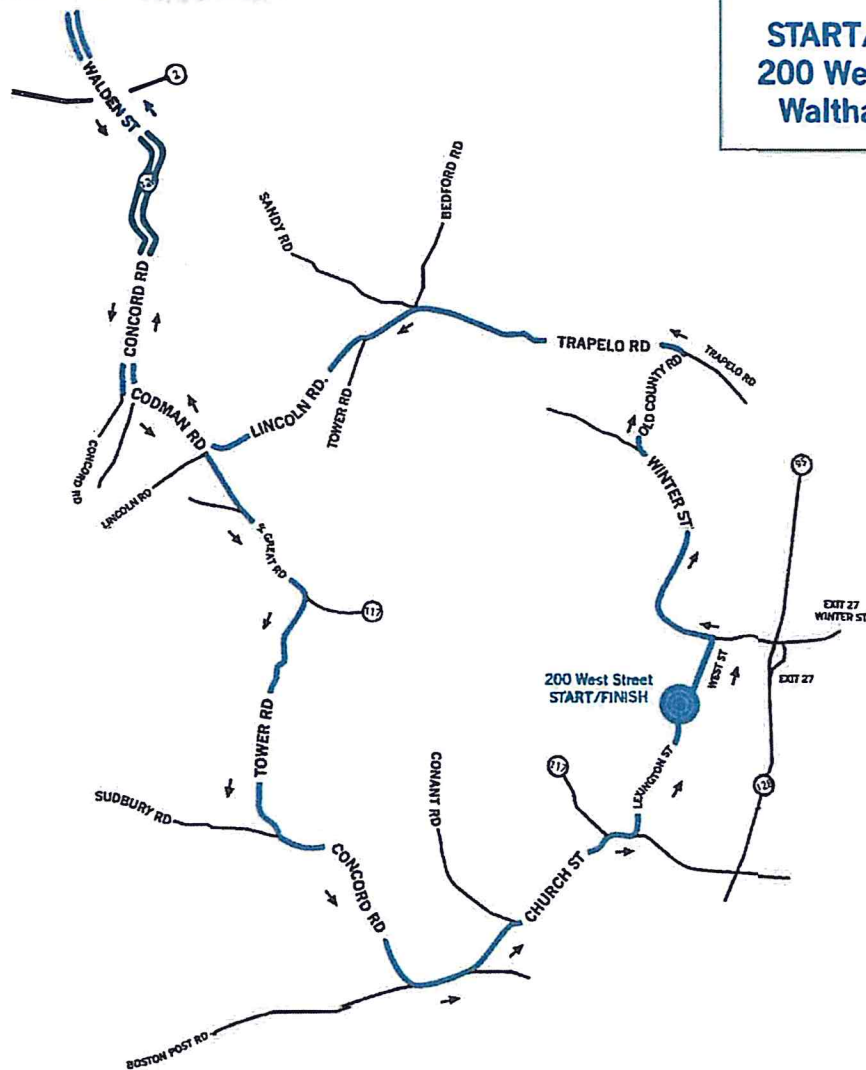 START/
200 We
Waltha
2
WALDEN ST
BEDFORD RD
SANDY RD
CONCORD RD
TRAPELO RD
TRAPELO RD
OLD COUNTY RD
CODMAN RD
LINCOLN RD.
TOWER RD
CONCORD RD
LINCOLN RD
WINTER ST.
95
EXIT 27
WINTER ST
117
WEST ST
EXIT 27
200 West Street
START/FINISH
TOWER RD
CONANT RD
LEXINGTON ST
128
SUDBURY RD
CONCORD RD
CHURCH ST
BOSTON POST RD